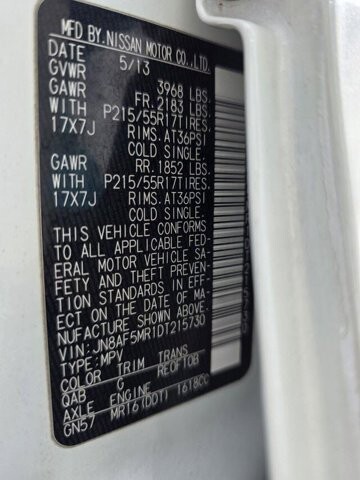 MFD.BY.NISSAN MOTOR CO.,LTD.
DATE 5/13
GVWR 3968 LBS.
GAWR FR. 2183 LBS.
WITH P215/55R17TIRES.
17X7J RIMS.AT36PSI
COLD SINGLE.
GAWR RR. 1852 LBS.
WITH P215/55R17TIRES.
17X7J RIMS.AT36PSI
COLD SINGLE.
THIS VEHICLE CONFORMS
TO ALL APPLICABLE FED-
ERAL MOTOR VEHICLE SA-
FETY AND THEFT PREVEN-
TION STANDARDS IN EFF-
ECT ON THE DATE OF MA-
NUFACTURE SHOWN ABOVE.
VIN:JN8AF5MR1DT215730
TYPE:MPV
COLOR TRIM TRANS
QAB G RE0F10B
AXLE ENGINE
GN57 MR16(DDT) 1618CC